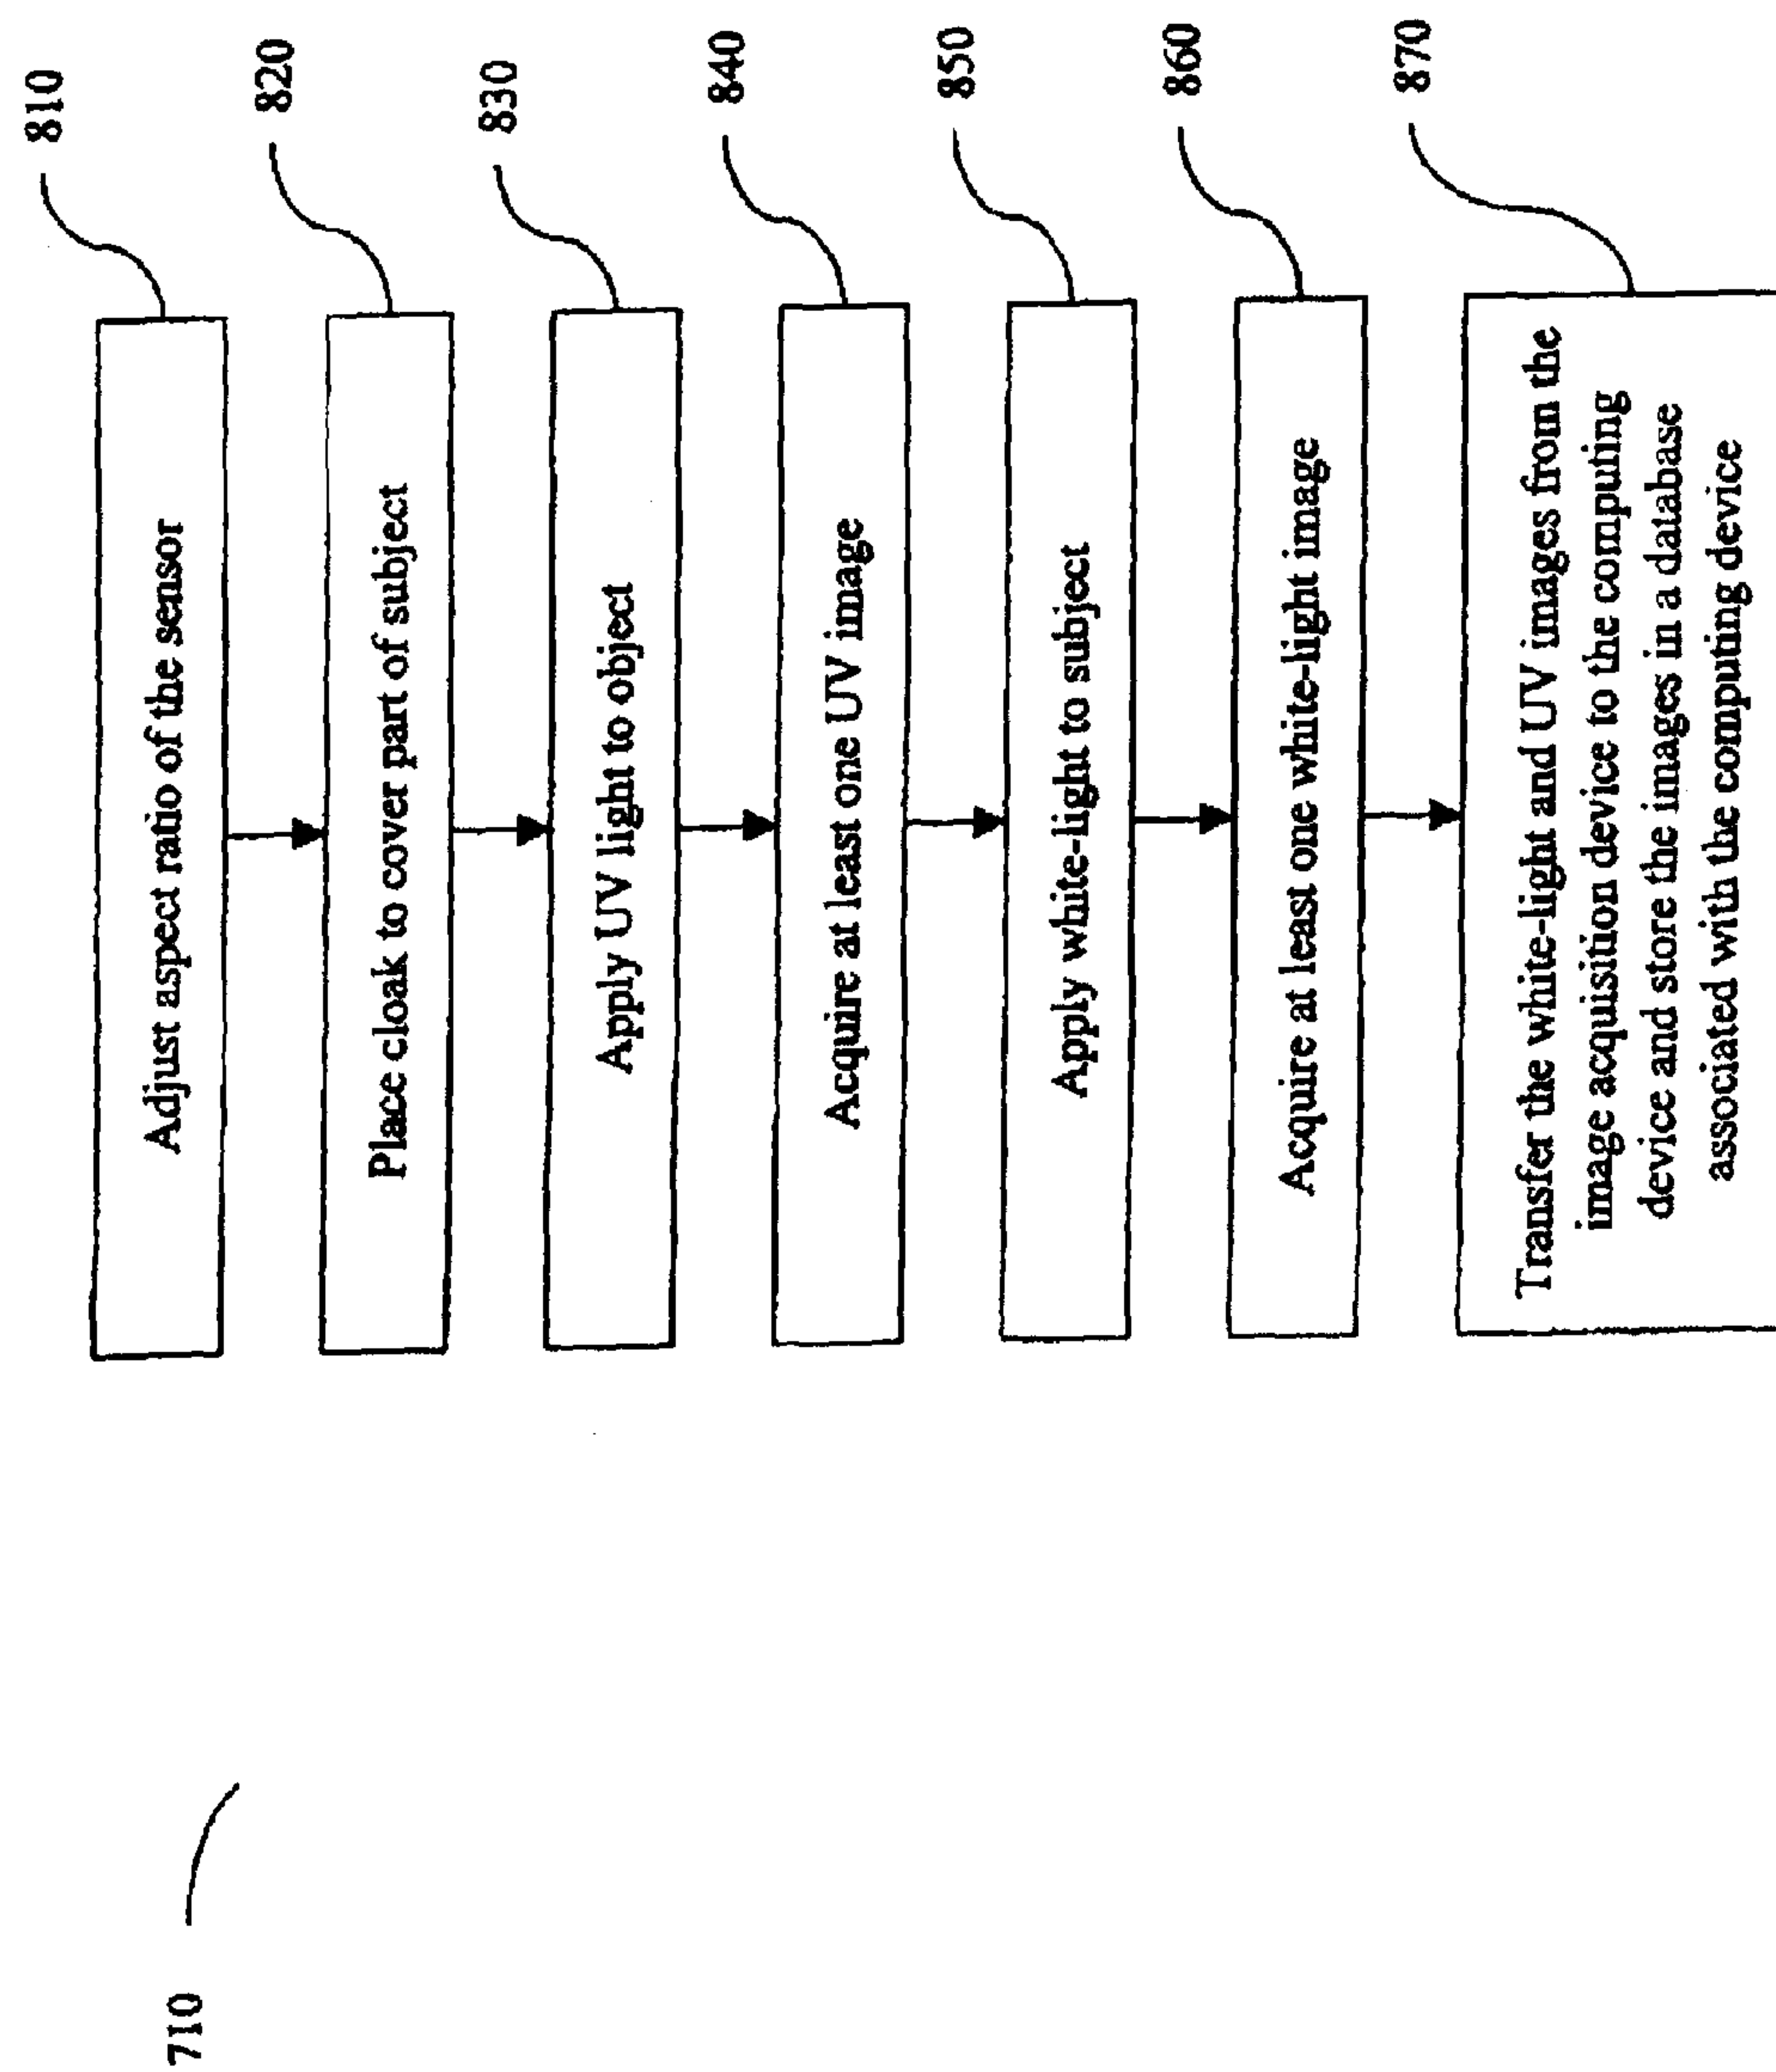 710
Adjust aspect ratio of the sensor
810
Place cloak to cover part of subject
820
Apply UV light to object
830
Acquire at least one UV image
840
Apply white-light to subject
850
Acquire at least one white-light image
860
Transfer the white-light and UV images from the
image acquisition device to the computing
device and store the images in a database
associated with the computing device
870